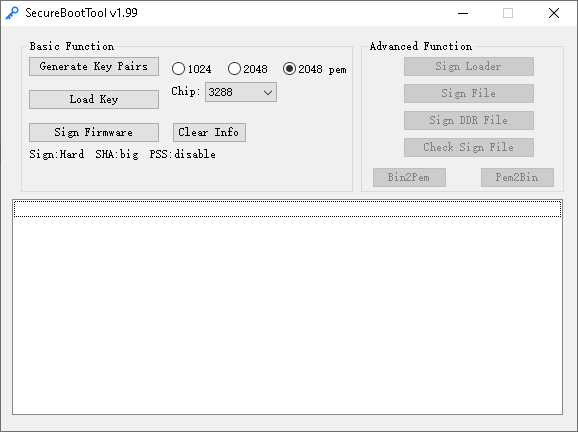 SecureBootTool v1.99
Basic Function
Generate Key Pairs
1024
2048
2048 pem
Load Key
Chip:
3288
Sign Firmware
Clear Info
Sign:Hard SHA:big PSS:disable
Advanced Function
Sign Loader
Sign File
Sign DDR File
Check Sign File
Bin2Pem
Pem2Bin